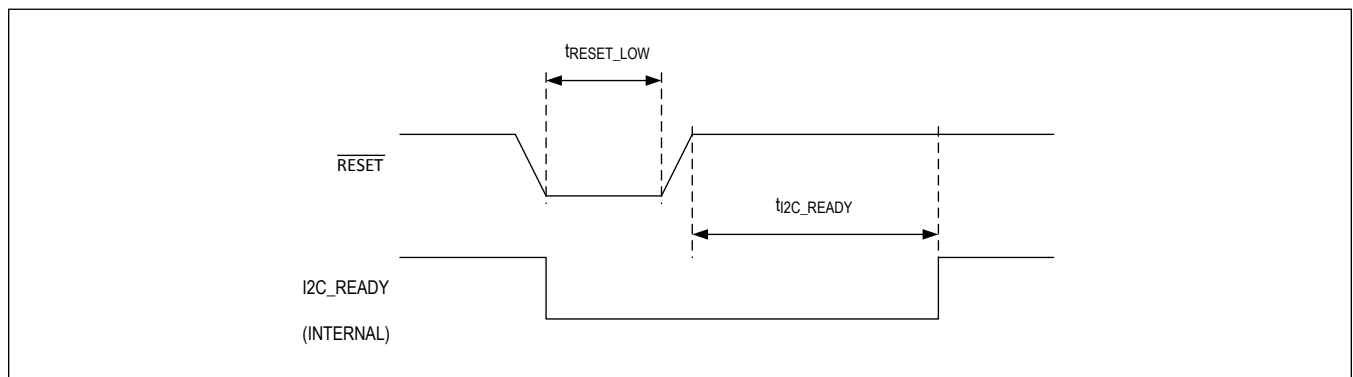 tRESET_LOW
RESET
tI2C_READY
I2C_READY
(INTERNAL)